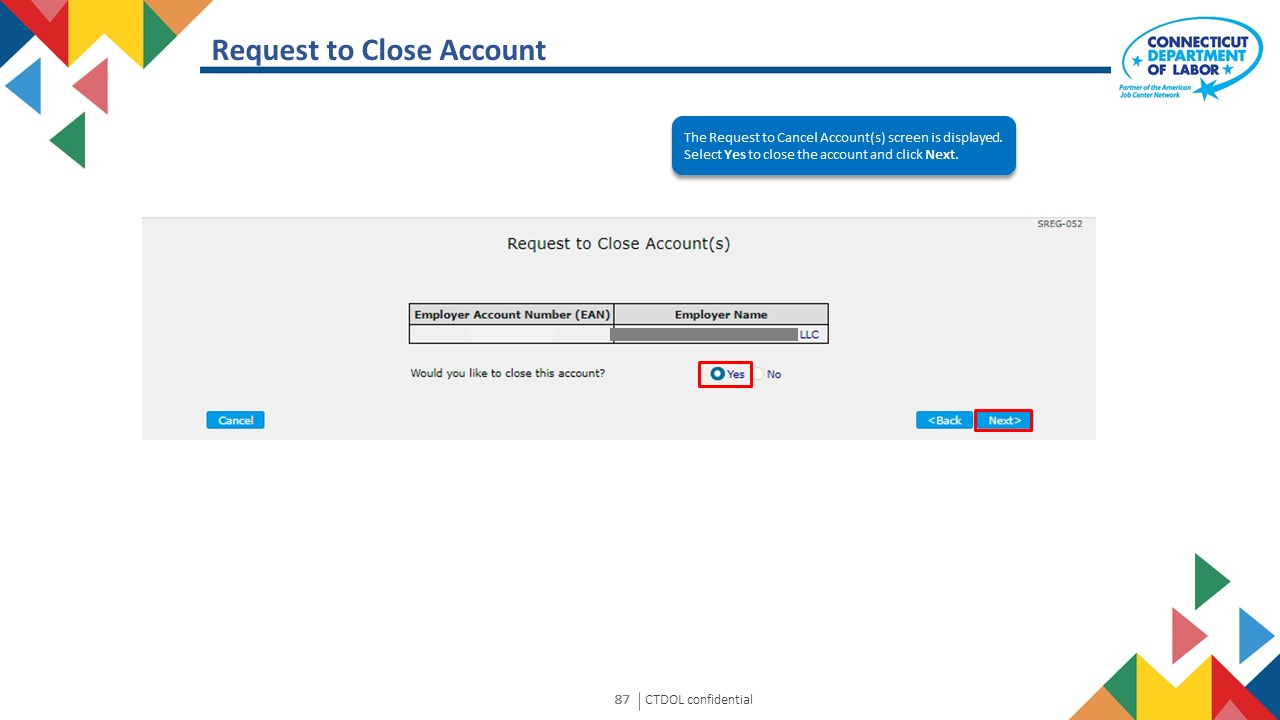 Request to Close Account
CONNECTICUT
DEPARTMENT
OF LABOR
Partner of the American
Job Center Network
The Request to Cancel Account(s) screen is displayed.
Select Yes to close the account and click Next.
SREG-052
Request to Close Account(s)
Employer Account Number (EAN) Employer Name
LLC
Would you like to close this account? Yes No
Cancel <Back Next>
87 CTDOL confidential